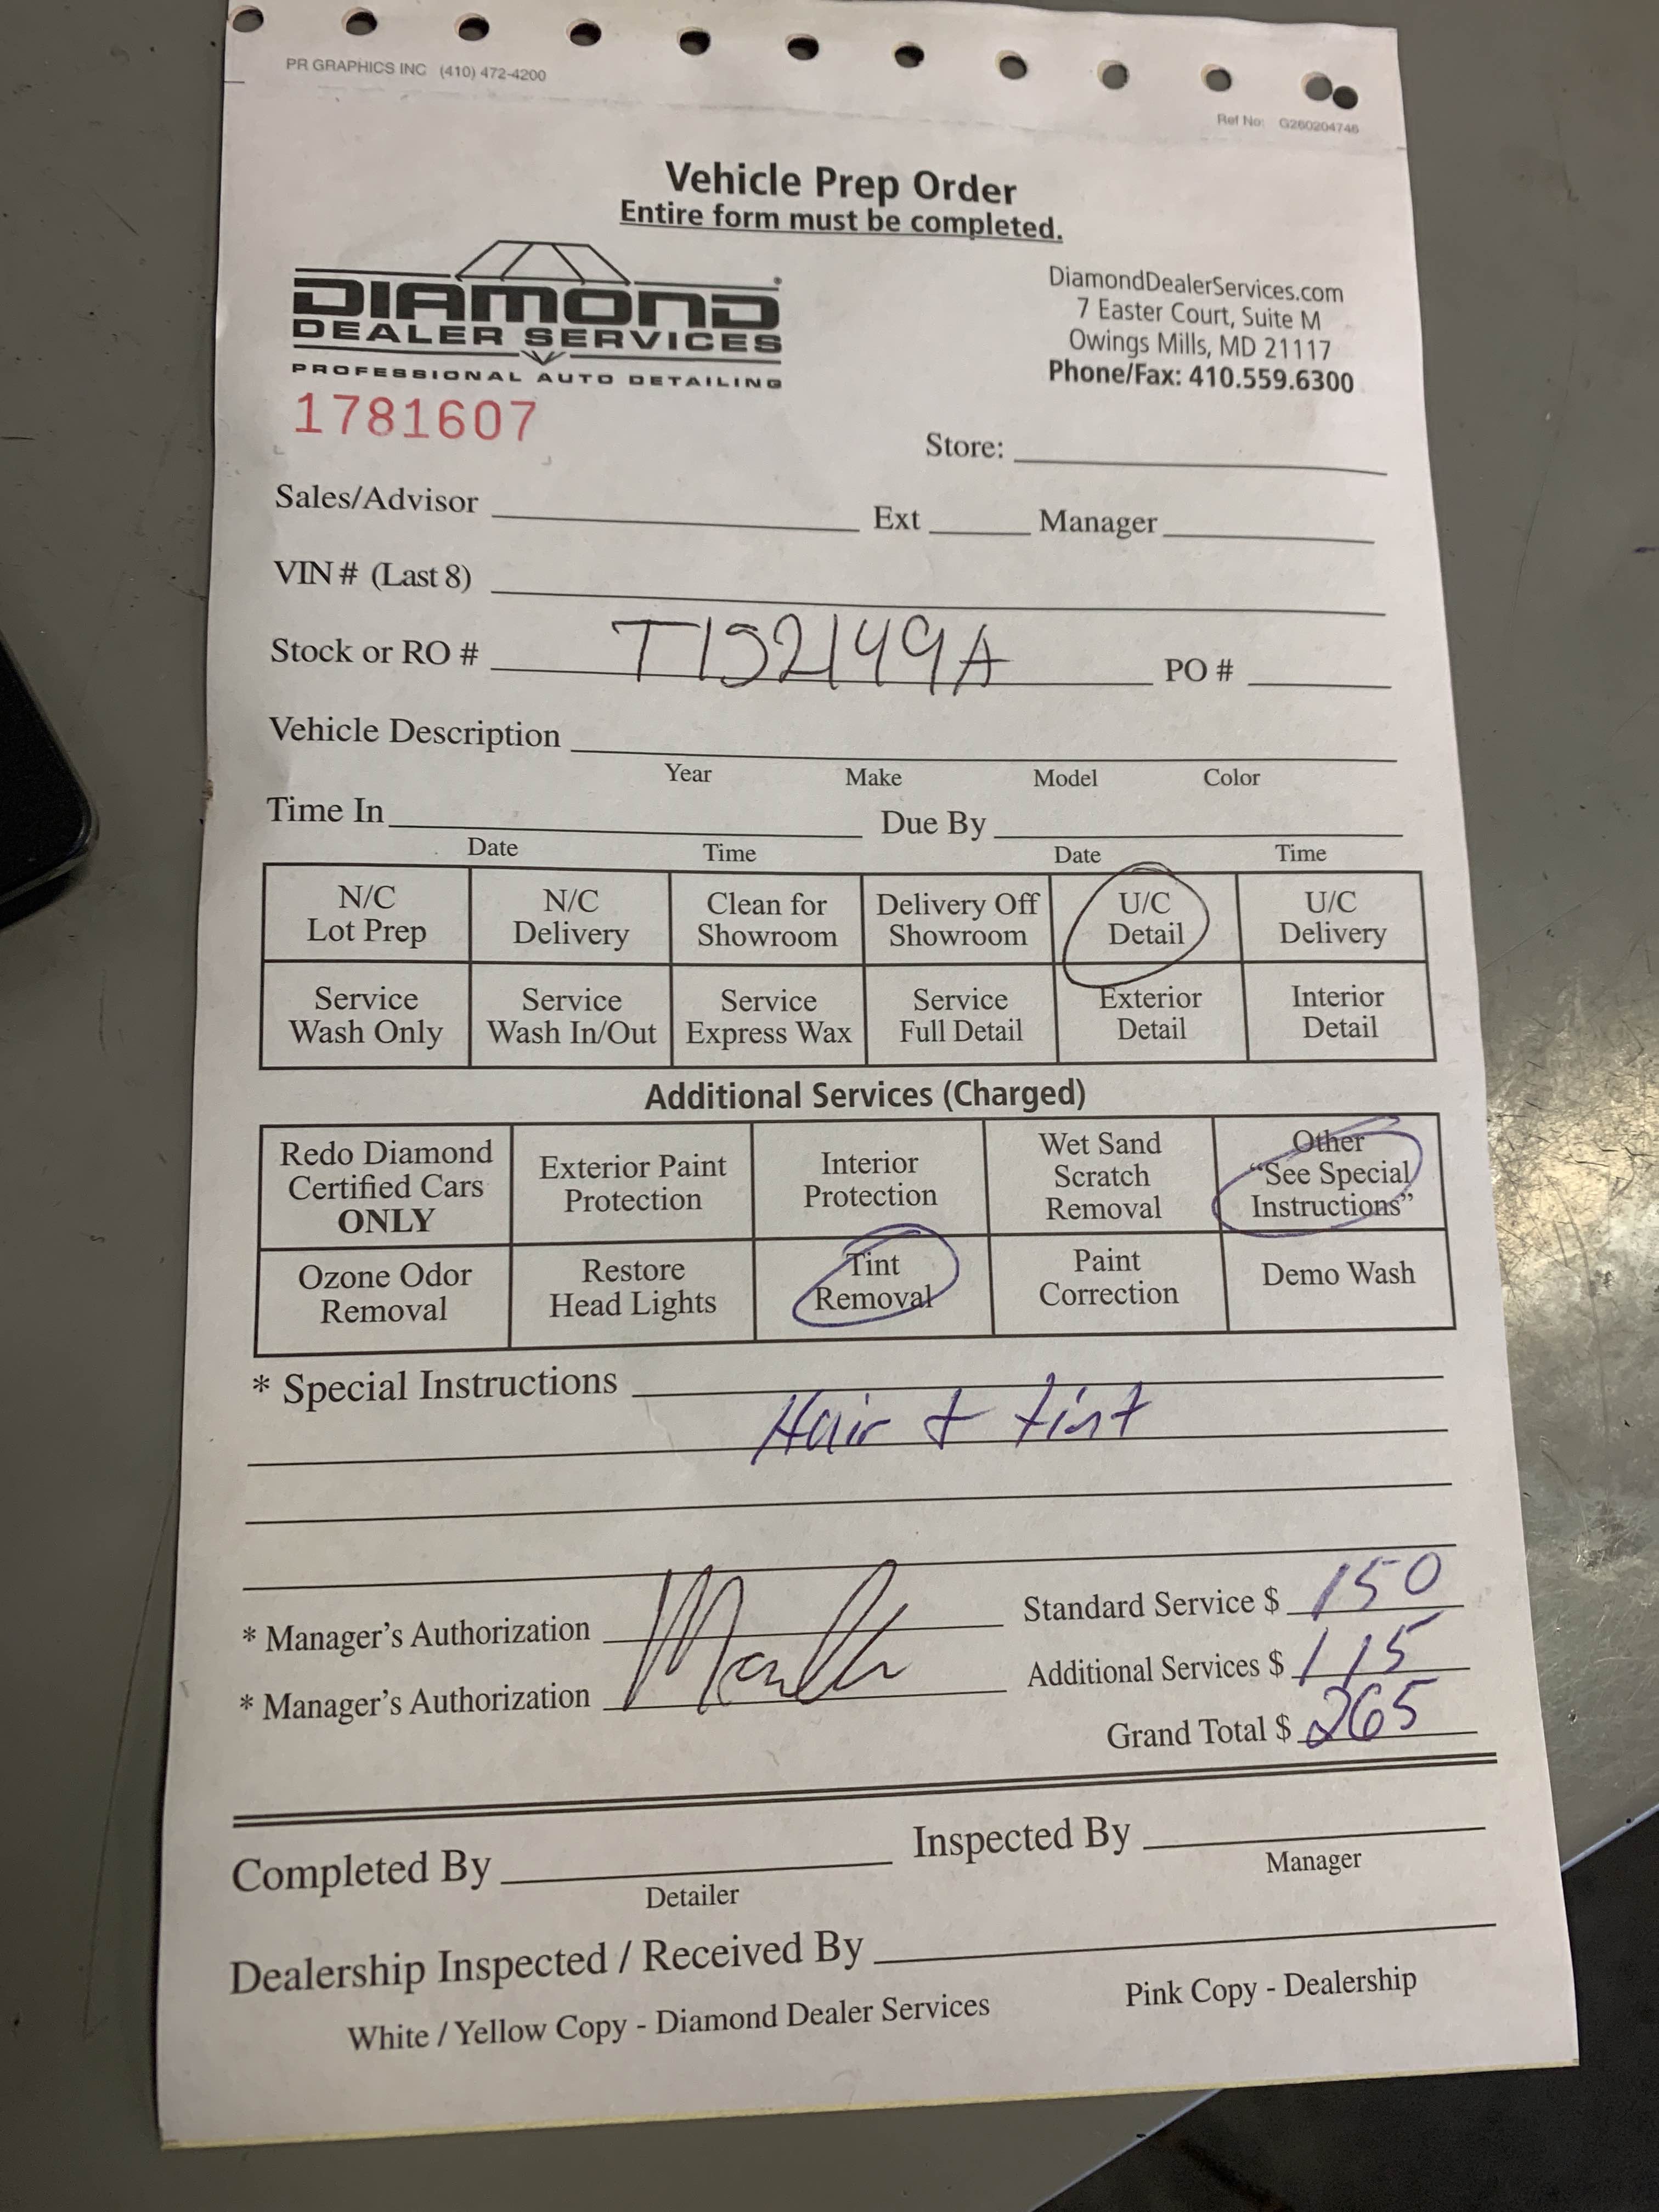 PR GRAPHICS INC (410) 472-4200
Ref No: G260204746
Vehicle Prep Order
Entire form must be completed.
DIAMOND
DEALER SERVICES
PROFESSIONAL AUTO DETAILING
DiamondDealerServices.com
7 Easter Court, Suite M
Owings Mills, MD 21117
Phone/Fax: 410.559.6300
1781607
Store:
Sales/Advisor Ext Manager
VIN # (Last 8)
Stock or RO # T152149A PO #
Vehicle Description
Year Make Model Color
Time In Due By
Date Time Date Time
N/C Lot Prep N/C Delivery Clean for Showroom Delivery Off Showroom U/C Detail U/C Delivery
Service Wash Only Service Wash In/Out Service Express Wax Service Full Detail Exterior Detail Interior Detail
Additional Services (Charged)
Redo Diamond Certified Cars ONLY Exterior Paint Protection Interior Protection Wet Sand Scratch Removal Other "See Special Instructions"
Ozone Odor Removal Restore Head Lights Tint Removal Paint Correction Demo Wash
* Special Instructions
Hair + tint
* Manager's Authorization Standard Service $ 150
* Manager's Authorization Additional Services $ 115
Grand Total $ 265
Completed By Inspected By
Detailer Manager
Dealership Inspected / Received By
White / Yellow Copy - Diamond Dealer Services Pink Copy - Dealership